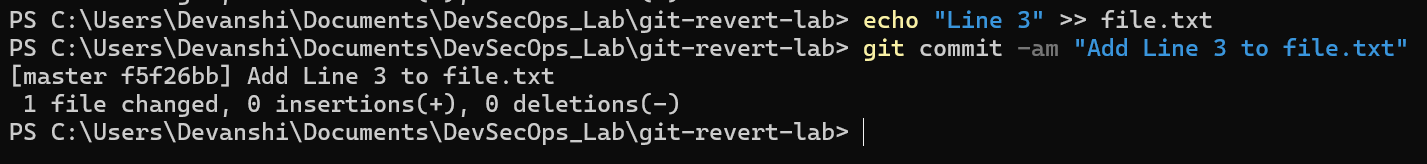 PS C:\Users\Devanshi\Documents\DevSecOps_Lab\git-revert-lab> echo "Line 3" >> file.txt
PS C:\Users\Devanshi\Documents\DevSecOps_Lab\git-revert-lab> git commit -am "Add Line 3 to file.txt"
[master f5f26bb] Add Line 3 to file.txt
 1 file changed, 0 insertions(+), 0 deletions(-)
PS C:\Users\Devanshi\Documents\DevSecOps_Lab\git-revert-lab>